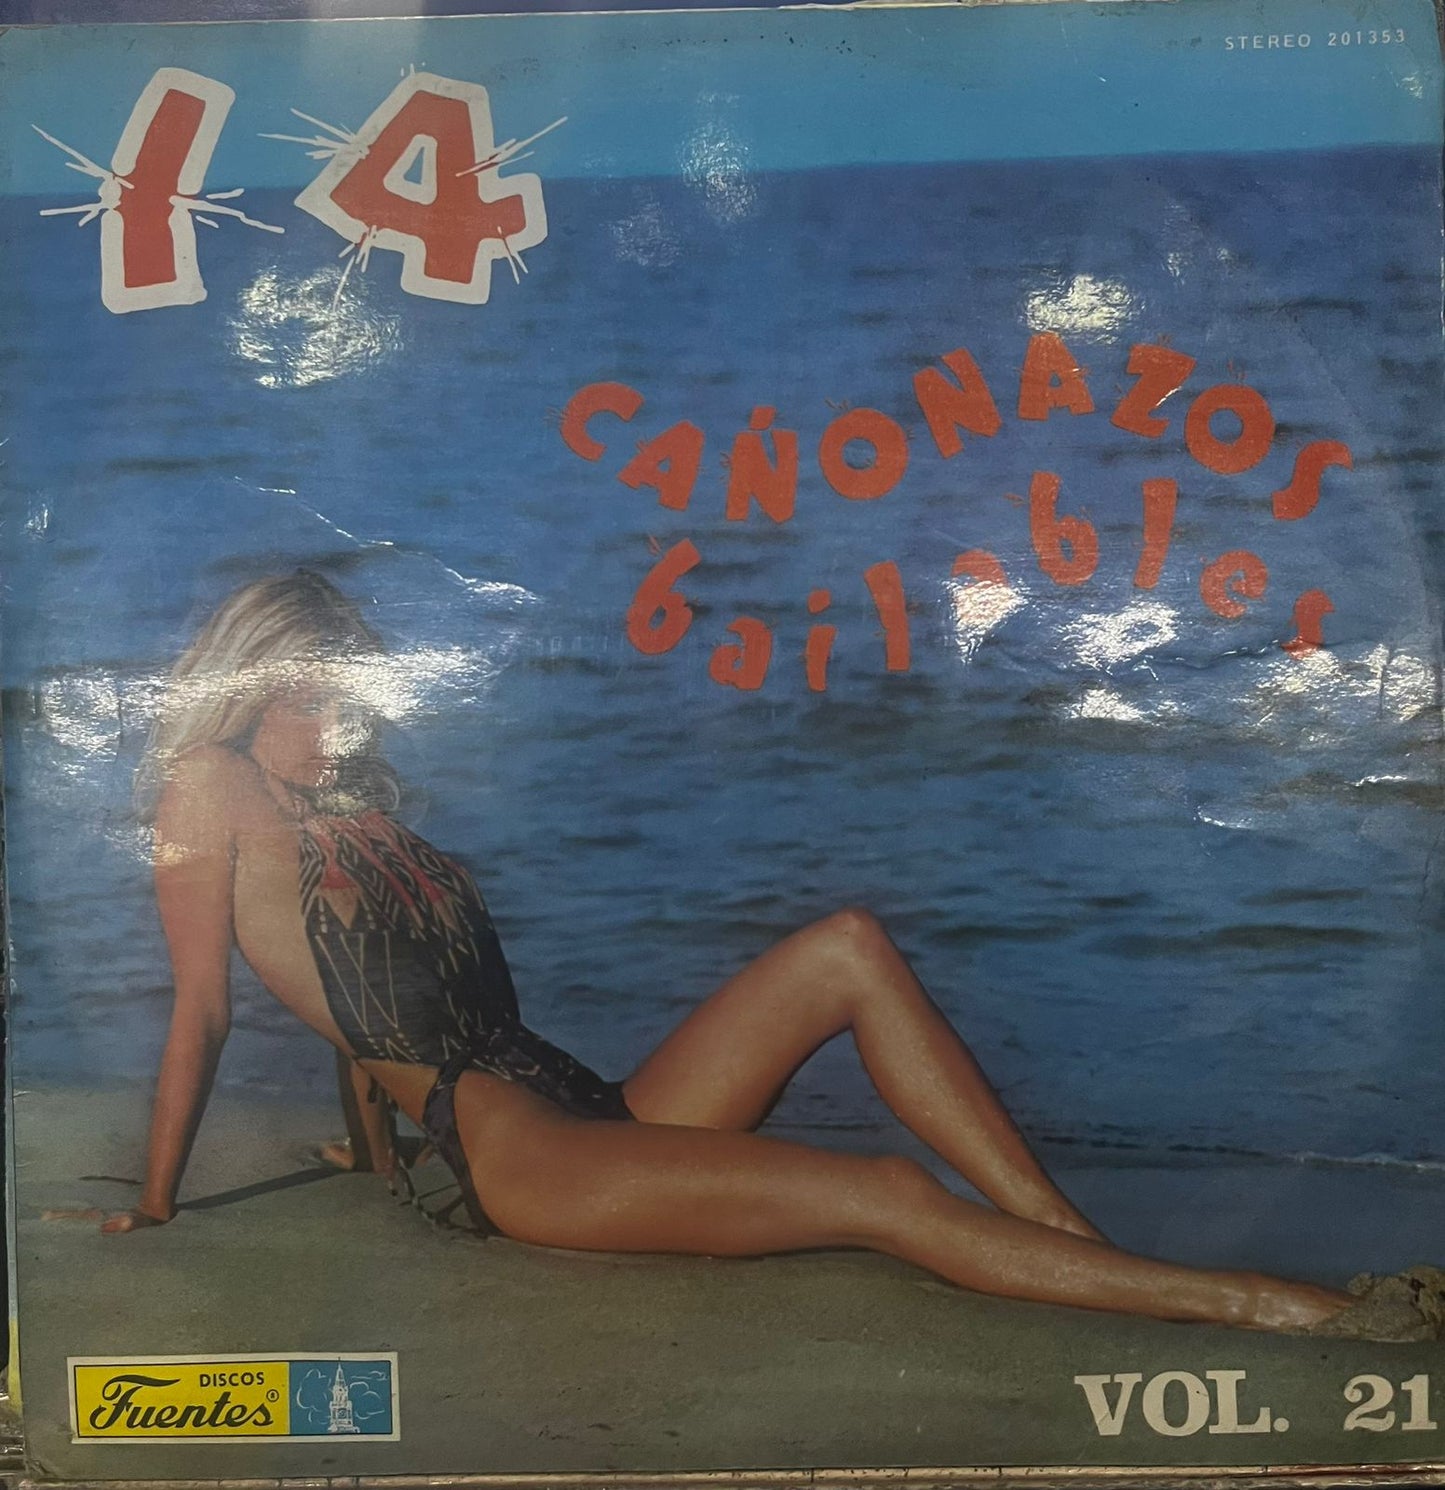 STEREO 201353
14
CAÑONAZOS
bailables
DISCOS
Fuentes®
VOL. 21